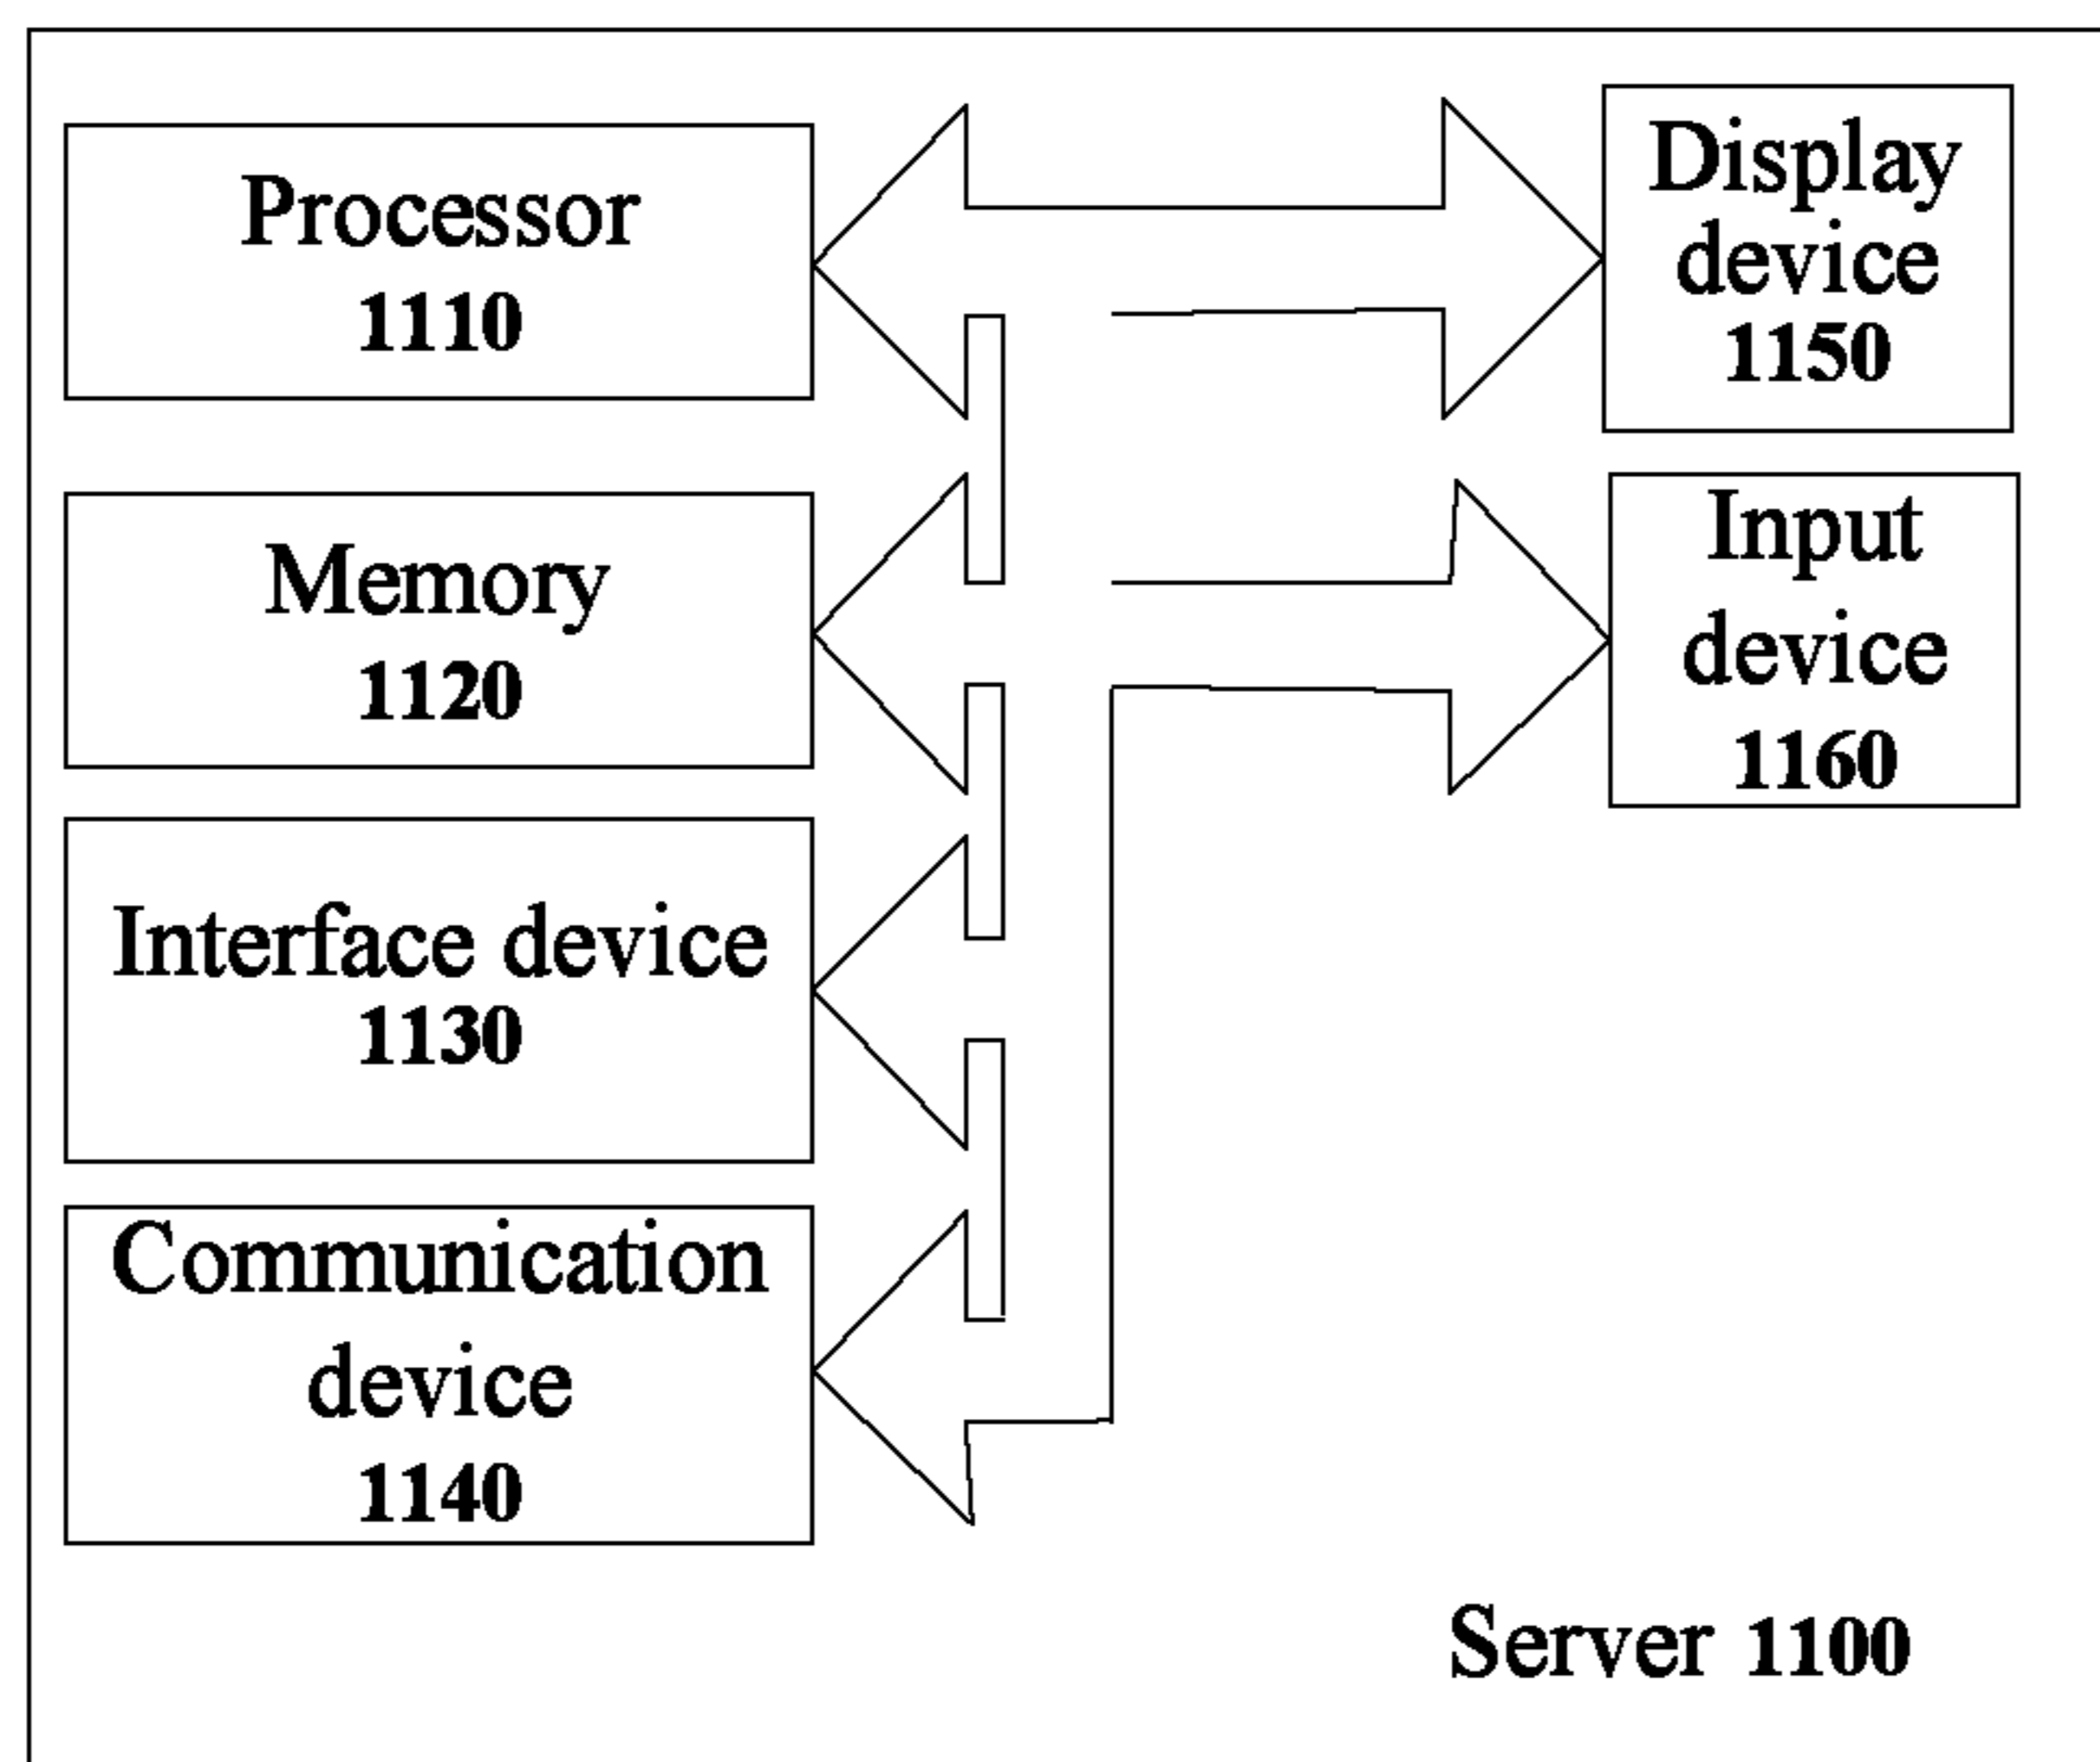 Processor
1110
Memory
1120
Interface device
1130
Communication
device
1140
Display
device
1150
Input
device
1160
Server 1100